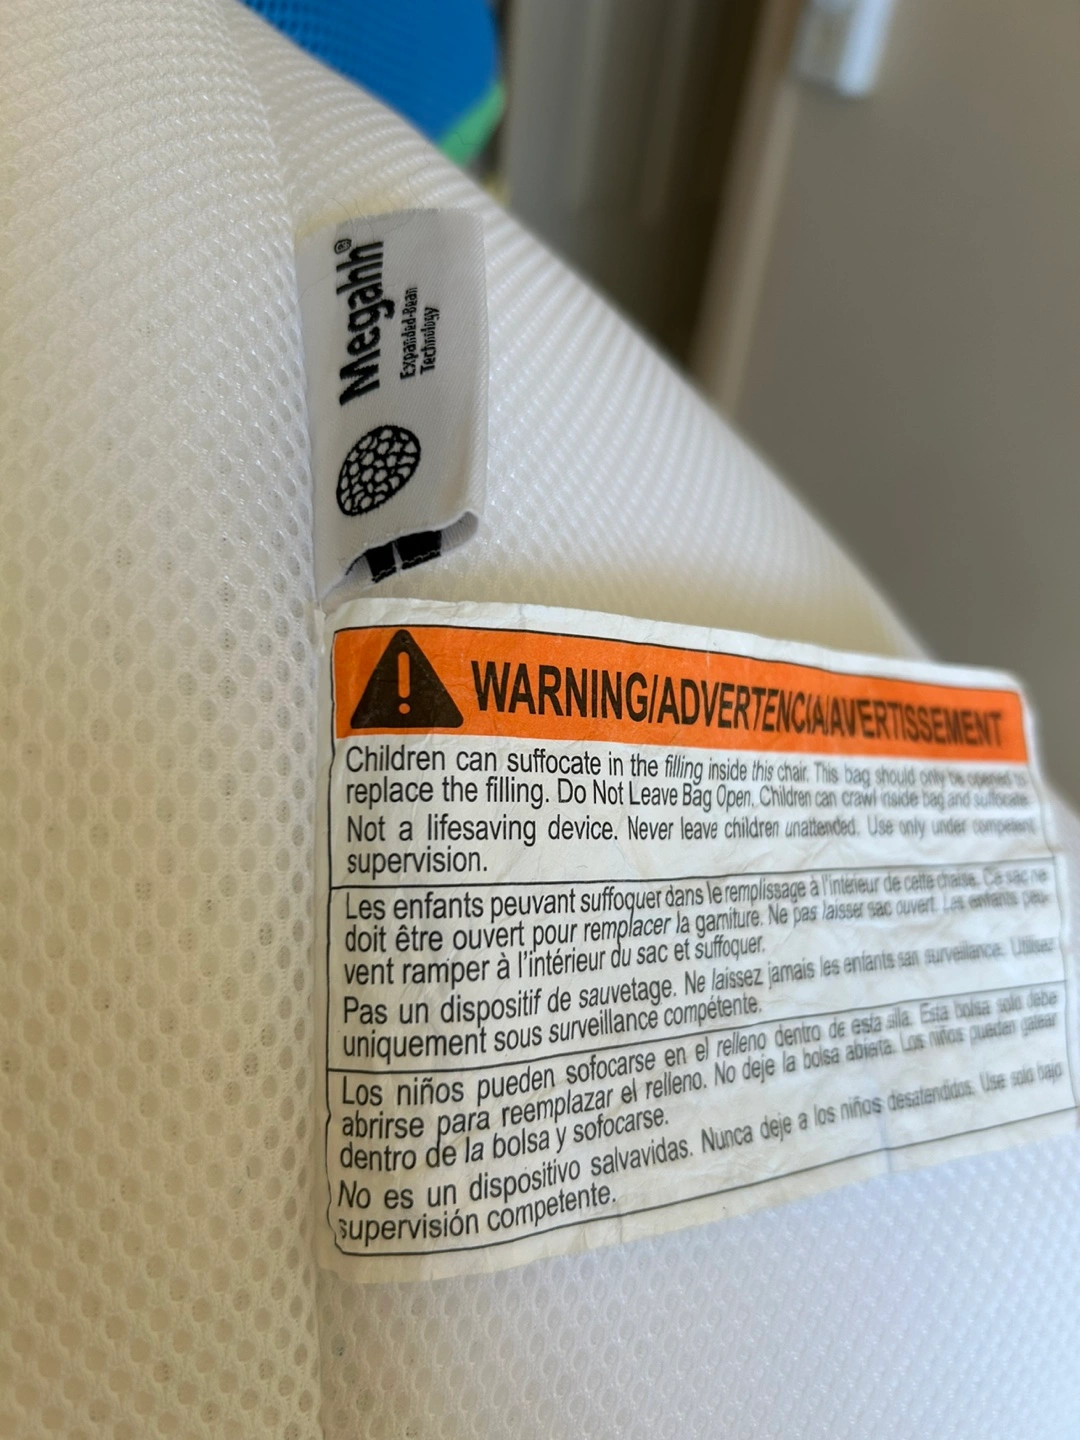 Megahh®
Expanded-Bean
Technology
WARNING/ADVERTENCIA/AVERTISSEMENT
Children can suffocate in the filling inside this chair. This bag should only be opened to
replace the filling. Do Not Leave Bag Open. Children can crawl inside bag and suffocate.
Not a lifesaving device. Never leave children unattended. Use only under competent
supervision.
Les enfants peuvant suffoquer dans le remplissage à l'intérieur de cette chaise. Ce sac ne
doit être ouvert pour remplacer la garniture. Ne pas laisser sac ouvert. Les enfants peu-
vent ramper à l'intérieur du sac et suffoquer.
Pas un dispositif de sauvetage. Ne laissez jamais les enfants san surveillance. Utilisez
uniquement sous surveillance compétente.
Los niños pueden sofocarse en el relleno dentro de esta silla. Esta bolsa solo debe
abrirse para reemplazar el relleno. No deje la bolsa abierta. Los niños pueden gatear
dentro de la bolsa y sofocarse.
No es un dispositivo salvavidas. Nunca deje a los niños desatendidos. Use solo bajo
supervisión competente.